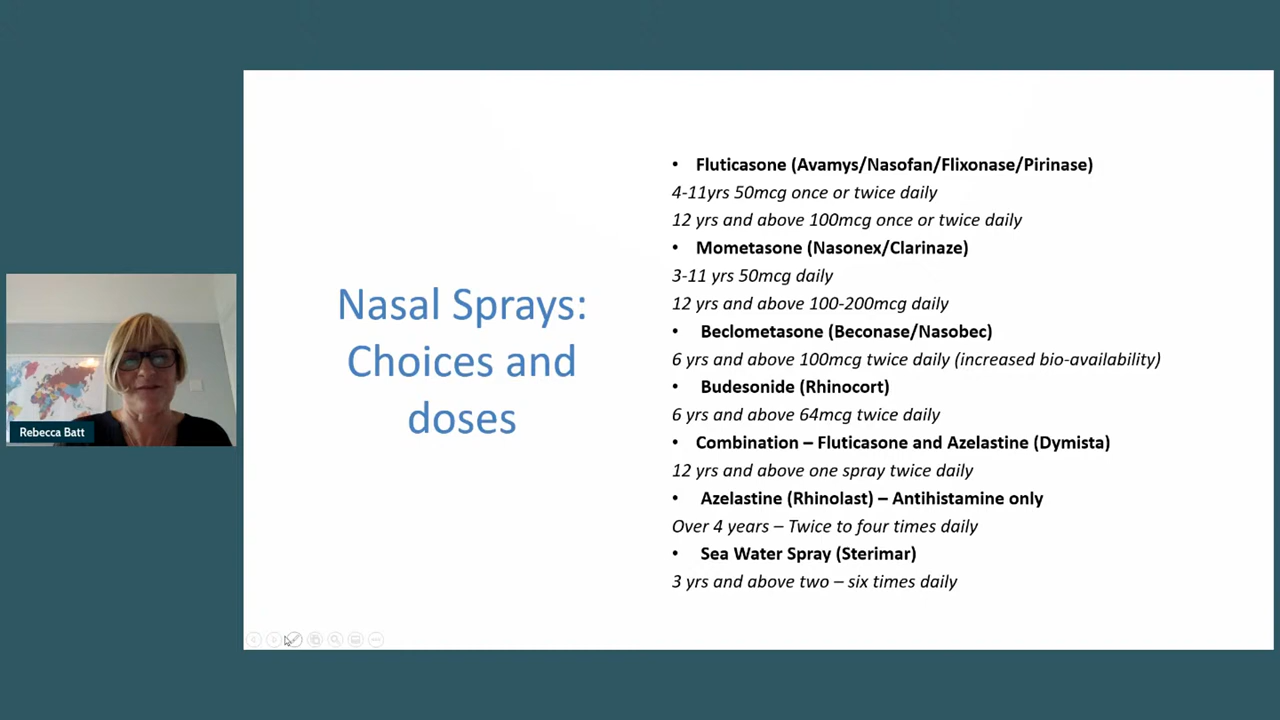 Nasal Sprays:
Choices and
doses
• Fluticasone (Avamys/Nasofan/Flixonase/Pirinase)
4-11yrs 50mcg once or twice daily
12 yrs and above 100mcg once or twice daily
• Mometasone (Nasonex/Clarinaze)
3-11 yrs 50mcg daily
12 yrs and above 100-200mcg daily
• Beclometasone (Beconase/Nasobec)
6 yrs and above 100mcg twice daily (increased bio-availability)
• Budesonide (Rhinocort)
6 yrs and above 64mcg twice daily
• Combination – Fluticasone and Azelastine (Dymista)
12 yrs and above one spray twice daily
• Azelastine (Rhinolast) – Antihistamine only
Over 4 years – Twice to four times daily
• Sea Water Spray (Sterimar)
3 yrs and above two – six times daily
Rebecca Batt